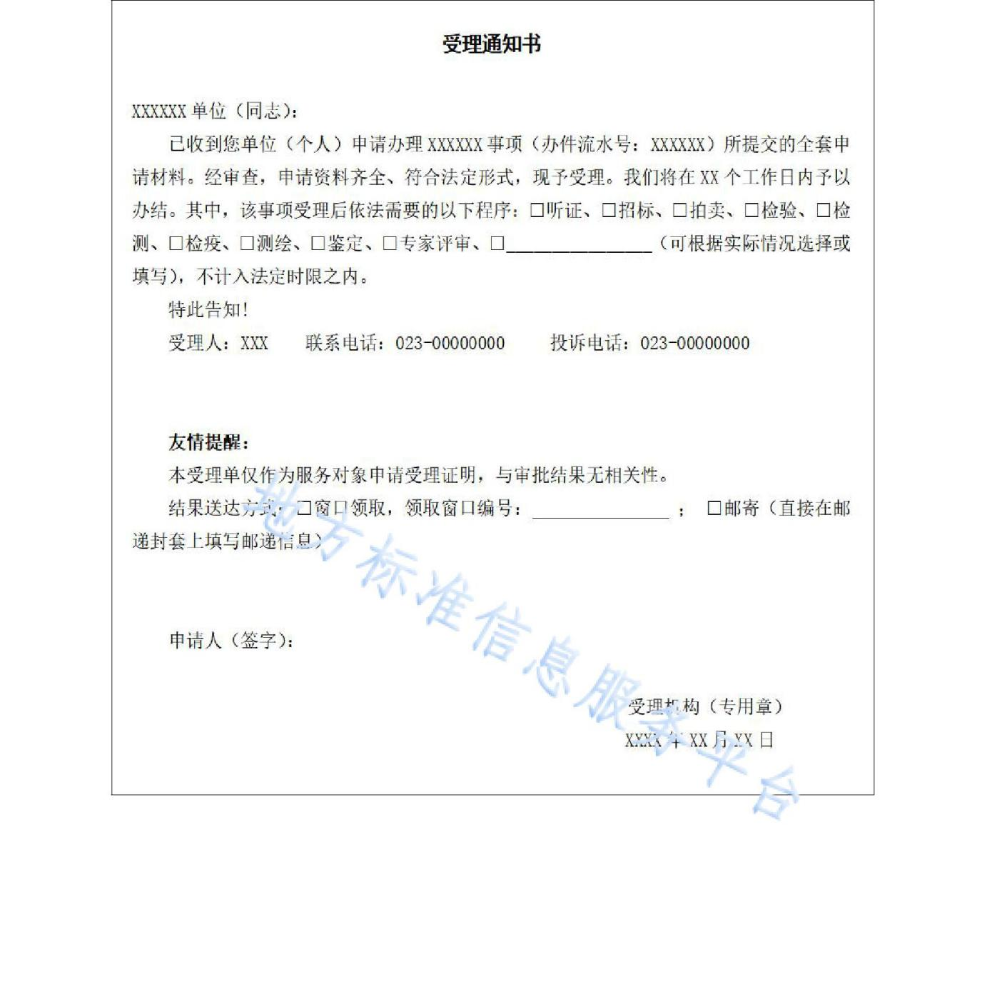 受理通知书
XXXXXX 单位（同志）：
已收到您单位（个人）申请办理 XXXXXX 事项（办件流水号：XXXXXX）所提交的全套申
请材料。经审查，申请资料齐全、符合法定形式，现予受理。我们将在 XX 个工作日内予以
办结。其中，该事项受理后依法需要的以下程序：□听证、□招标、□拍卖、□检验、□检
测、□检疫、□测绘、□鉴定、□专家评审、□________________（可根据实际情况选择或
填写），不计入法定时限之内。
特此告知！
受理人：XXX 联系电话：023-00000000 投诉电话：023-00000000
友情提醒：
本受理单仅作为服务对象申请受理证明，与审批结果无相关性。
结果送达方式：□窗口领取，领取窗口编号：_______________ ； □邮寄（直接在邮
递封套上填写邮递信息）
申请人（签字）：
受理机构（专用章）
XXXX 年 XX 月 XX 日
地方标准信息服务平台